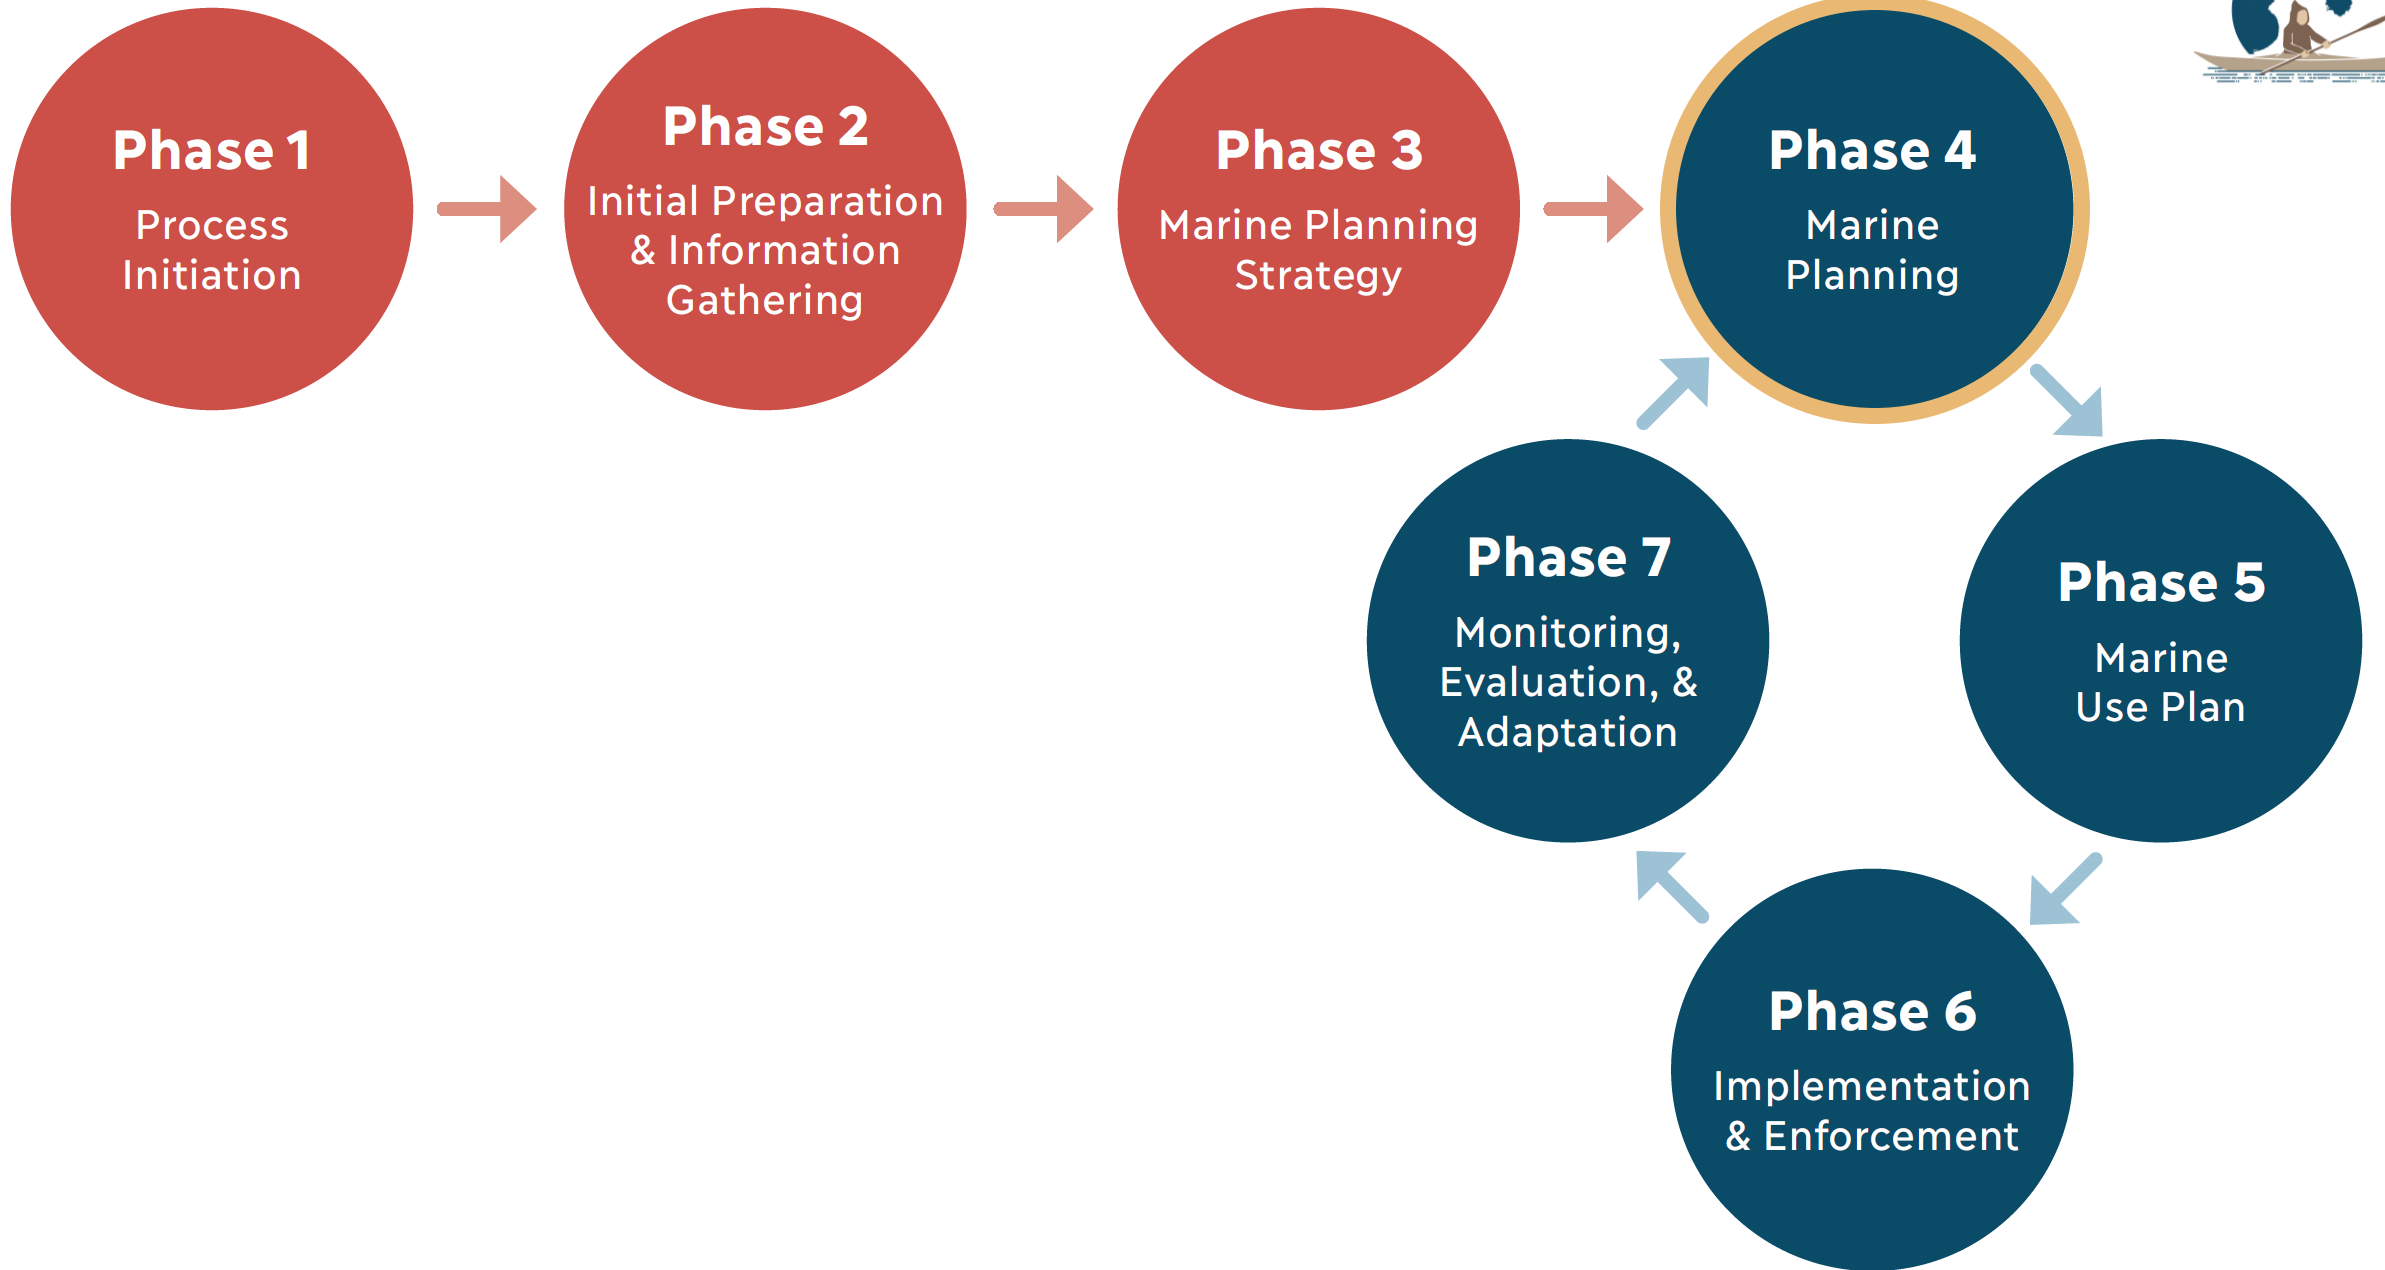 Phase 1
Process
Initiation
Phase 2
Initial Preparation
& Information
Gathering
Phase 3
Marine Planning
Strategy
Phase 4
Marine
Planning
Phase 5
Marine
Use Plan
Phase 6
Implementation
& Enforcement
Phase 7
Monitoring,
Evaluation, &
Adaptation